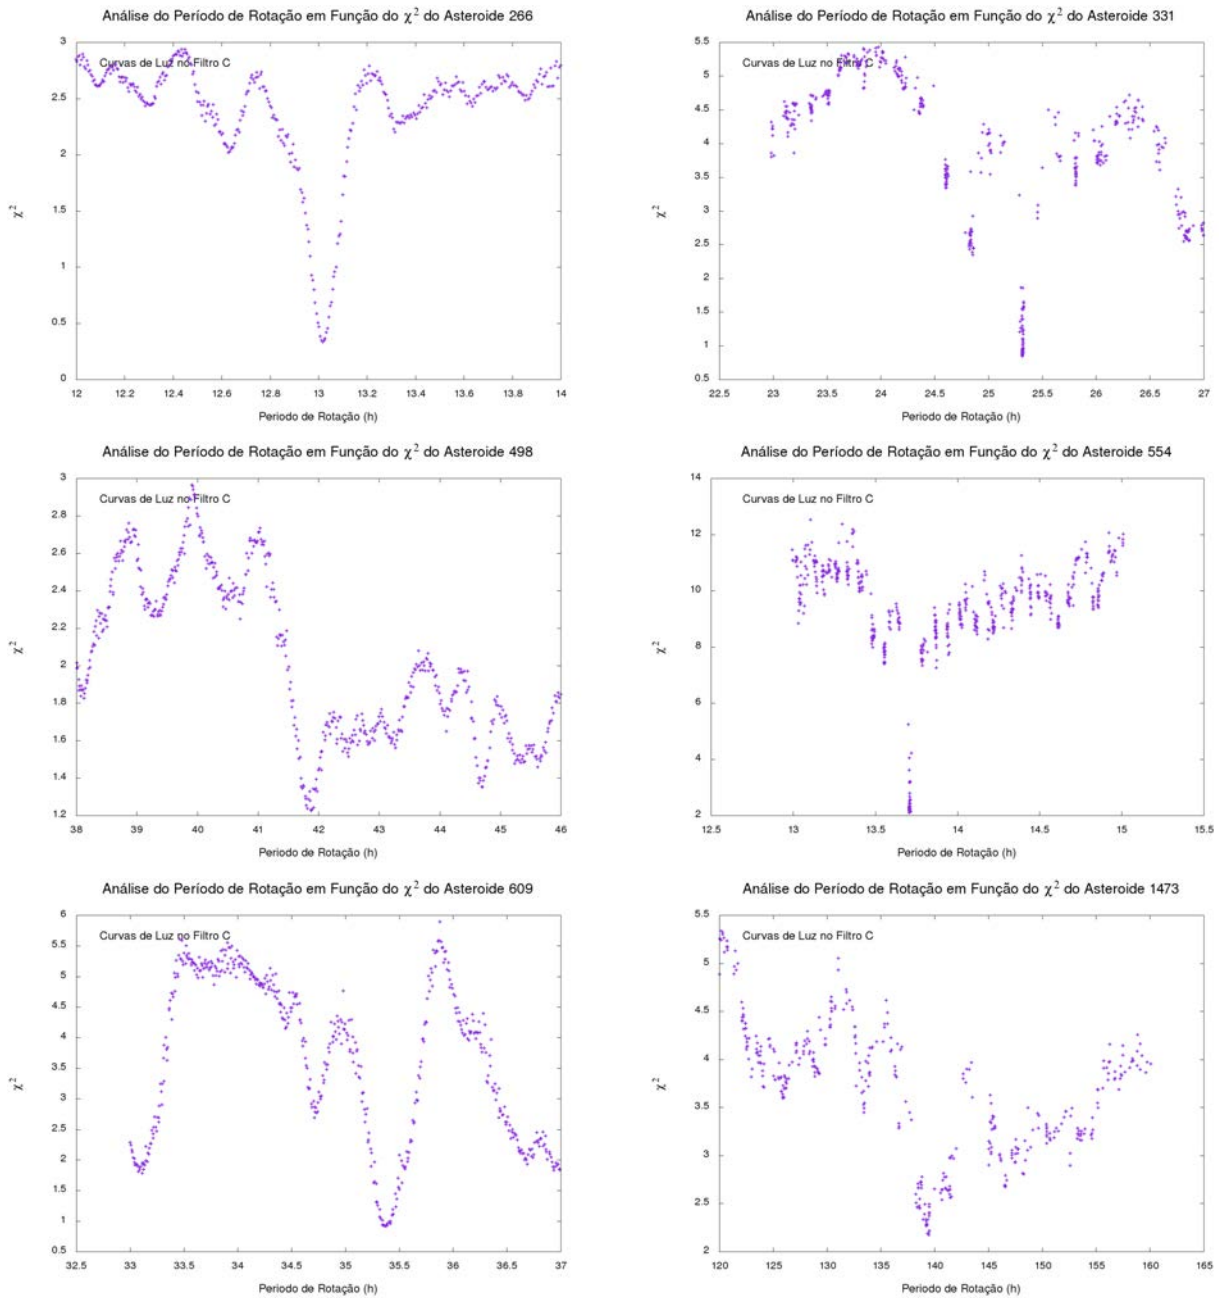 Análise do Período de Rotação em Função do χ² do Asteroide 266
Curvas de Luz no Filtro C
3
2.5
2
1.5
1
0.5
0
χ²
12 12.2 12.4 12.6 12.8 13 13.2 13.4 13.6 13.8 14
Periodo de Rotação (h)
Análise do Período de Rotação em Função do χ² do Asteroide 331
Curvas de Luz no Filtro C
5.5
5
4.5
4
3.5
3
2.5
2
1.5
1
0.5
χ²
22.5 23 23.5 24 24.5 25 25.5 26 26.5 27
Periodo de Rotação (h)
Análise do Período de Rotação em Função do χ² do Asteroide 498
Curvas de Luz no Filtro C
3
2.8
2.6
2.4
2.2
2
1.8
1.6
1.4
1.2
χ²
38 39 40 41 42 43 44 45 46
Periodo de Rotação (h)
Análise do Período de Rotação em Função do χ² do Asteroide 554
Curvas de Luz no Filtro C
14
12
10
8
6
4
2
χ²
12.5 13 13.5 14 14.5 15 15.5
Periodo de Rotação (h)
Análise do Período de Rotação em Função do χ² do Asteroide 609
Curvas de Luz no Filtro C
6
5.5
5
4.5
4
3.5
3
2.5
2
1.5
1
0.5
χ²
32.5 33 33.5 34 34.5 35 35.5 36 36.5 37
Periodo de Rotação (h)
Análise do Período de Rotação em Função do χ² do Asteroide 1473
Curvas de Luz no Filtro C
5.5
5
4.5
4
3.5
3
2.5
2
χ²
120 125 130 135 140 145 150 155 160 165
Periodo de Rotação (h)